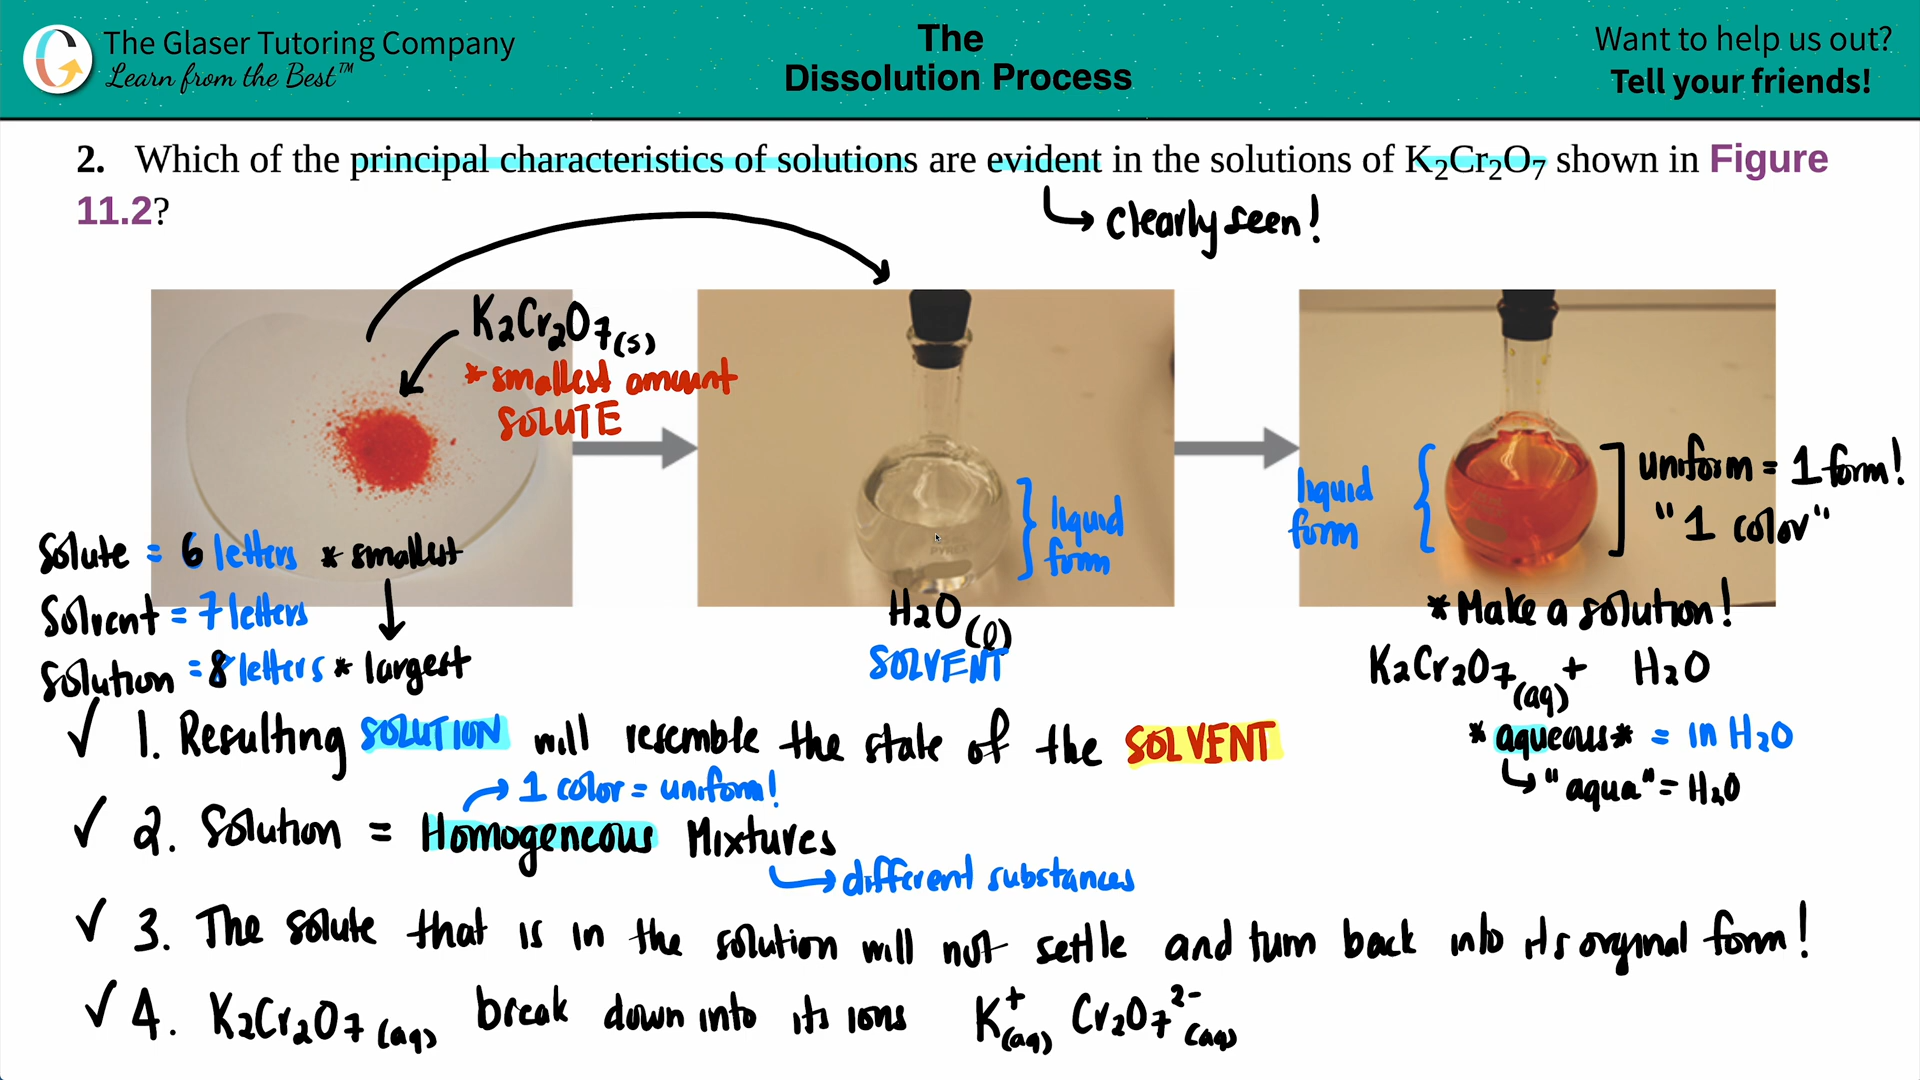 The Glaser Tutoring Company
Learn from the Best™
The
Dissolution Process
Want to help us out?
Tell your friends!
2. Which of the principal characteristics of solutions are evident in the solutions of K₂Cr₂O₇ shown in Figure
11.2?
clearly seen!
K₂Cr₂O₇(s)
*smallest amount
SOLUTE
liquid
form
PYREX
liquid
form
uniform = 1 form!
"1 color"
Solute = 6 letters * smallest
Solvent = 7 letters
Solution = 8 letters * largest
H₂O(l)
SOLVENT
*Make a solution!
K₂Cr₂O₇(aq) + H₂O
*aqueous* = in H₂O
"aqua" = H₂O
✓ 1. Resulting SOLUTION will resemble the state of the SOLVENT
→ 1 color = uniform!
✓ 2. Solution = Homogeneous Mixtures
→ different substances
✓ 3. The solute that is in the solution will not settle and turn back into its orginal form!
✓ 4. K₂Cr₂O₇(aq) break down into its ions K⁺(aq) Cr₂O₇²⁻(aq)